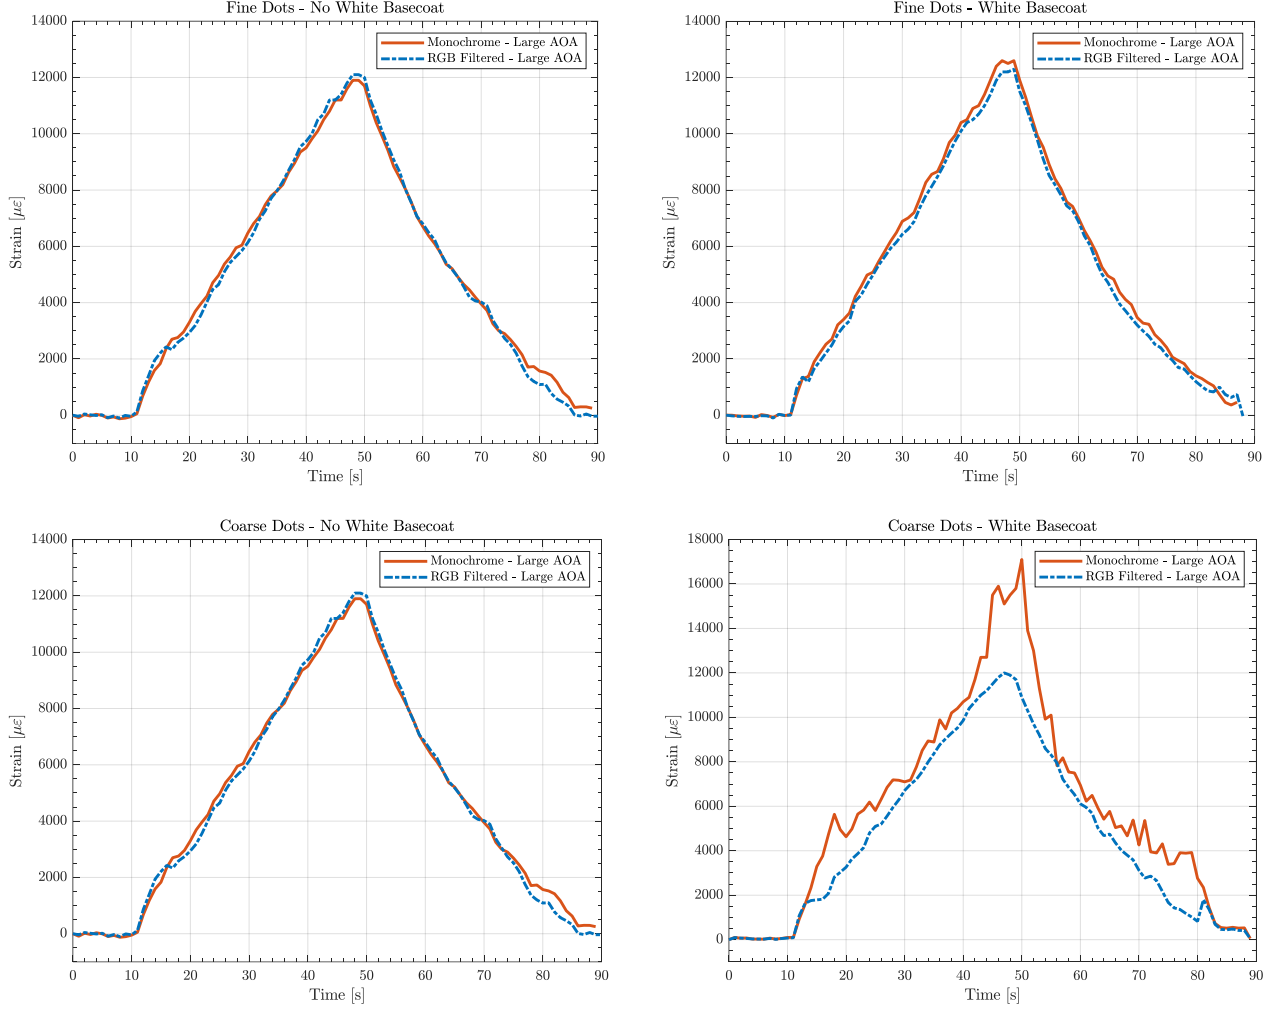 Fine Dots - No White Basecoat
14000
12000
10000
8000
6000
4000
2000
0
Strain [με]
0 10 20 30 40 50 60 70 80 90
Time [s]
Monochrome - Large AOA
RGB Filtered - Large AOA
Fine Dots - White Basecoat
14000
12000
10000
8000
6000
4000
2000
0
Strain [με]
0 10 20 30 40 50 60 70 80 90
Time [s]
Monochrome - Large AOA
RGB Filtered - Large AOA
Coarse Dots - No White Basecoat
14000
12000
10000
8000
6000
4000
2000
0
Strain [με]
0 10 20 30 40 50 60 70 80 90
Time [s]
Monochrome - Large AOA
RGB Filtered - Large AOA
Coarse Dots - White Basecoat
18000
16000
14000
12000
10000
8000
6000
4000
2000
0
Strain [με]
0 10 20 30 40 50 60 70 80 90
Time [s]
Monochrome - Large AOA
RGB Filtered - Large AOA